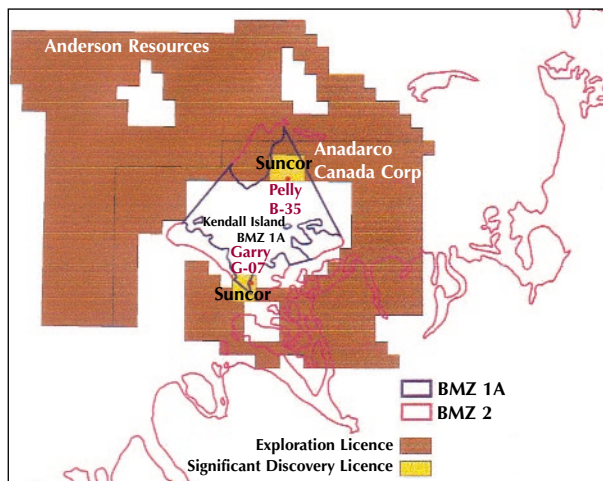 Anderson Resources
Suncor
Anadarco
Canada Corp
Pelly
B-35
Kendall Island
BMZ 1A
Garry
G-07
Suncor
BMZ 1A
BMZ 2
Exploration Licence
Significant Discovery Licence